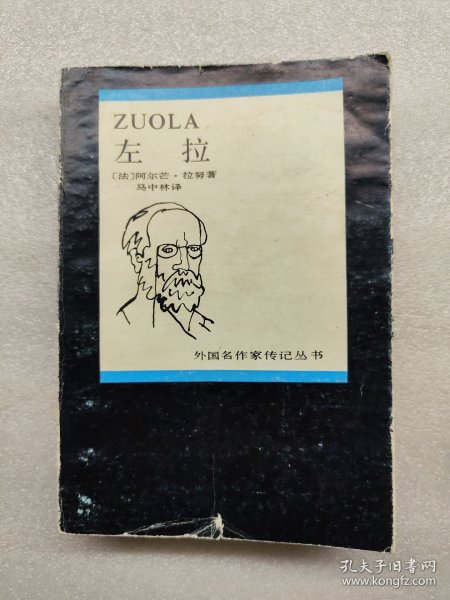 ZUOLA
左 拉
[法]阿尔芒·拉努著
马中林译
外国名作家传记丛书
孔夫子旧书网
www.kongfz.com